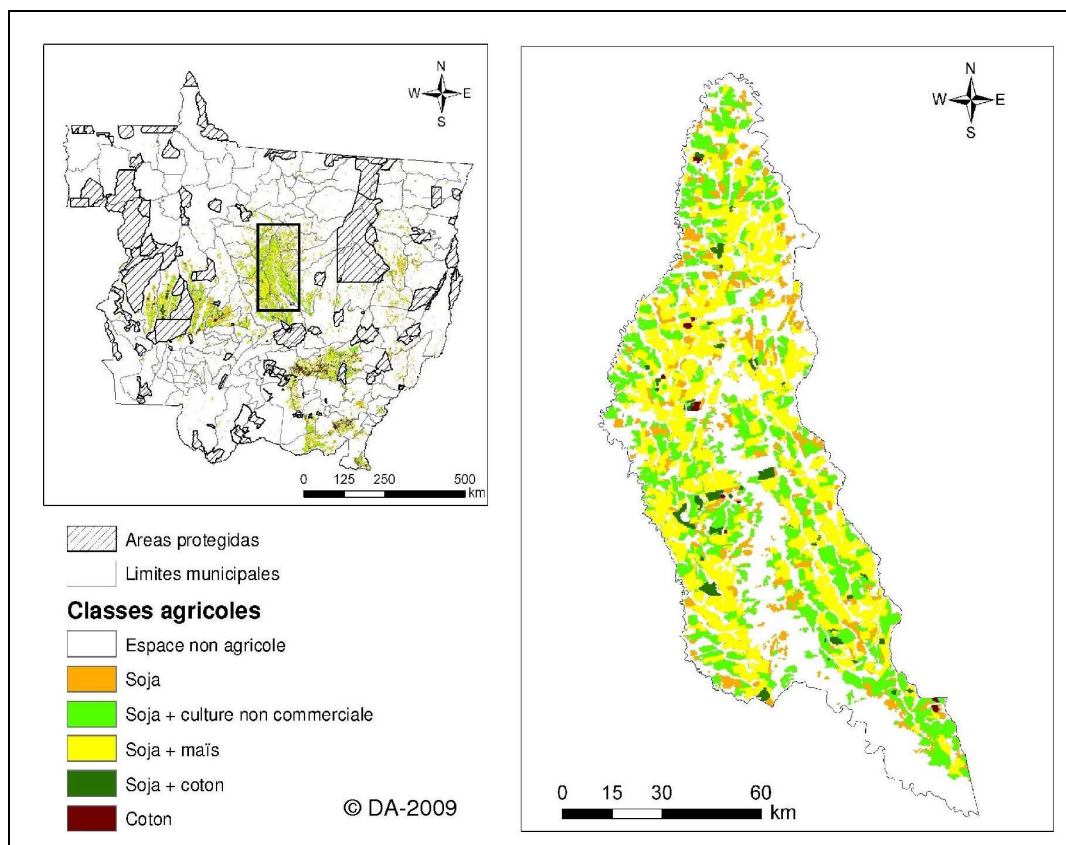 N
W E
S
0 125 250 500
km
Areas protegidas
Limites municipales
Classes agricoles
Espace non agricole
Soja
Soja + culture non commerciale
Soja + maïs
Soja + coton
Coton
© DA-2009
N
W E
S
0 15 30 60
km